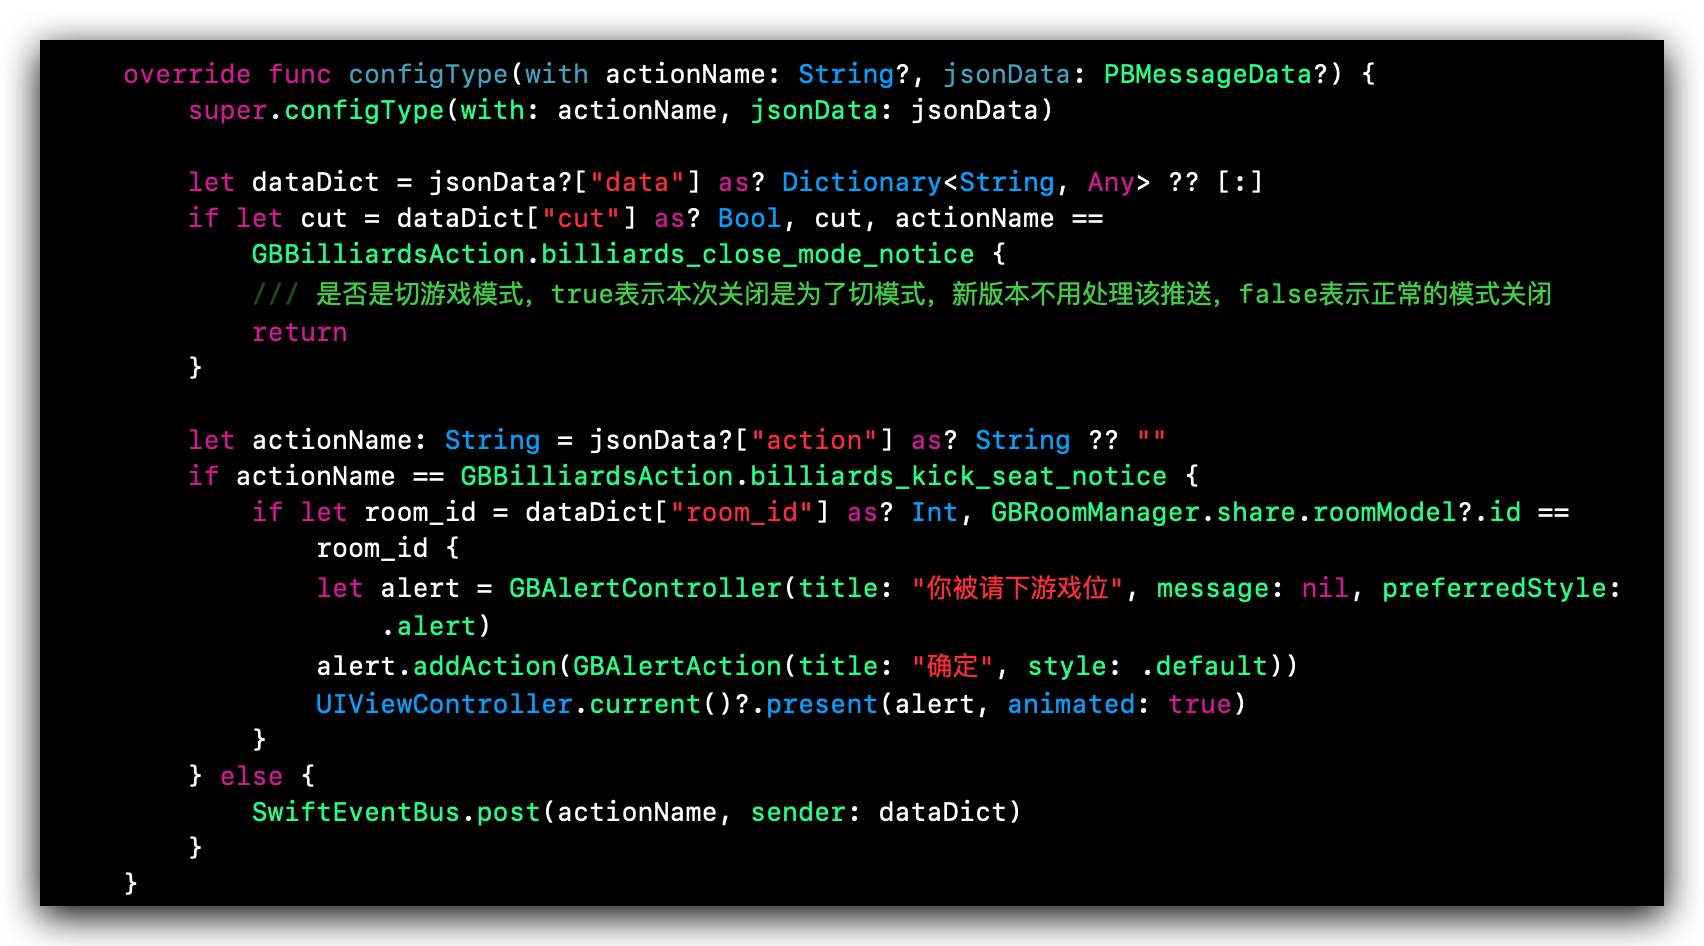 override func configType(with actionName: String?, jsonData: PBMessageData?) {
super.configType(with: actionName, jsonData: jsonData)
let dataDict = jsonData?["data"] as? Dictionary<String, Any> ?? [:]
if let cut = dataDict["cut"] as? Bool, cut, actionName ==
GBBilliardsAction.billiards_close_mode_notice {
/// 是否是切游戏模式，true表示本次关闭是为了切模式，新版本不用处理该推送，false表示正常的模式关闭
return
}
let actionName: String = jsonData?["action"] as? String ?? ""
if actionName == GBBilliardsAction.billiards_kick_seat_notice {
if let room_id = dataDict["room_id"] as? Int, GBRoomManager.share.roomModel?.id ==
room_id {
let alert = GBAlertController(title: "你被请下游戏位", message: nil, preferredStyle:
.alert)
alert.addAction(GBAlertAction(title: "确定", style: .default))
UIViewController.current()?.present(alert, animated: true)
}
} else {
SwiftEventBus.post(actionName, sender: dataDict)
}
}